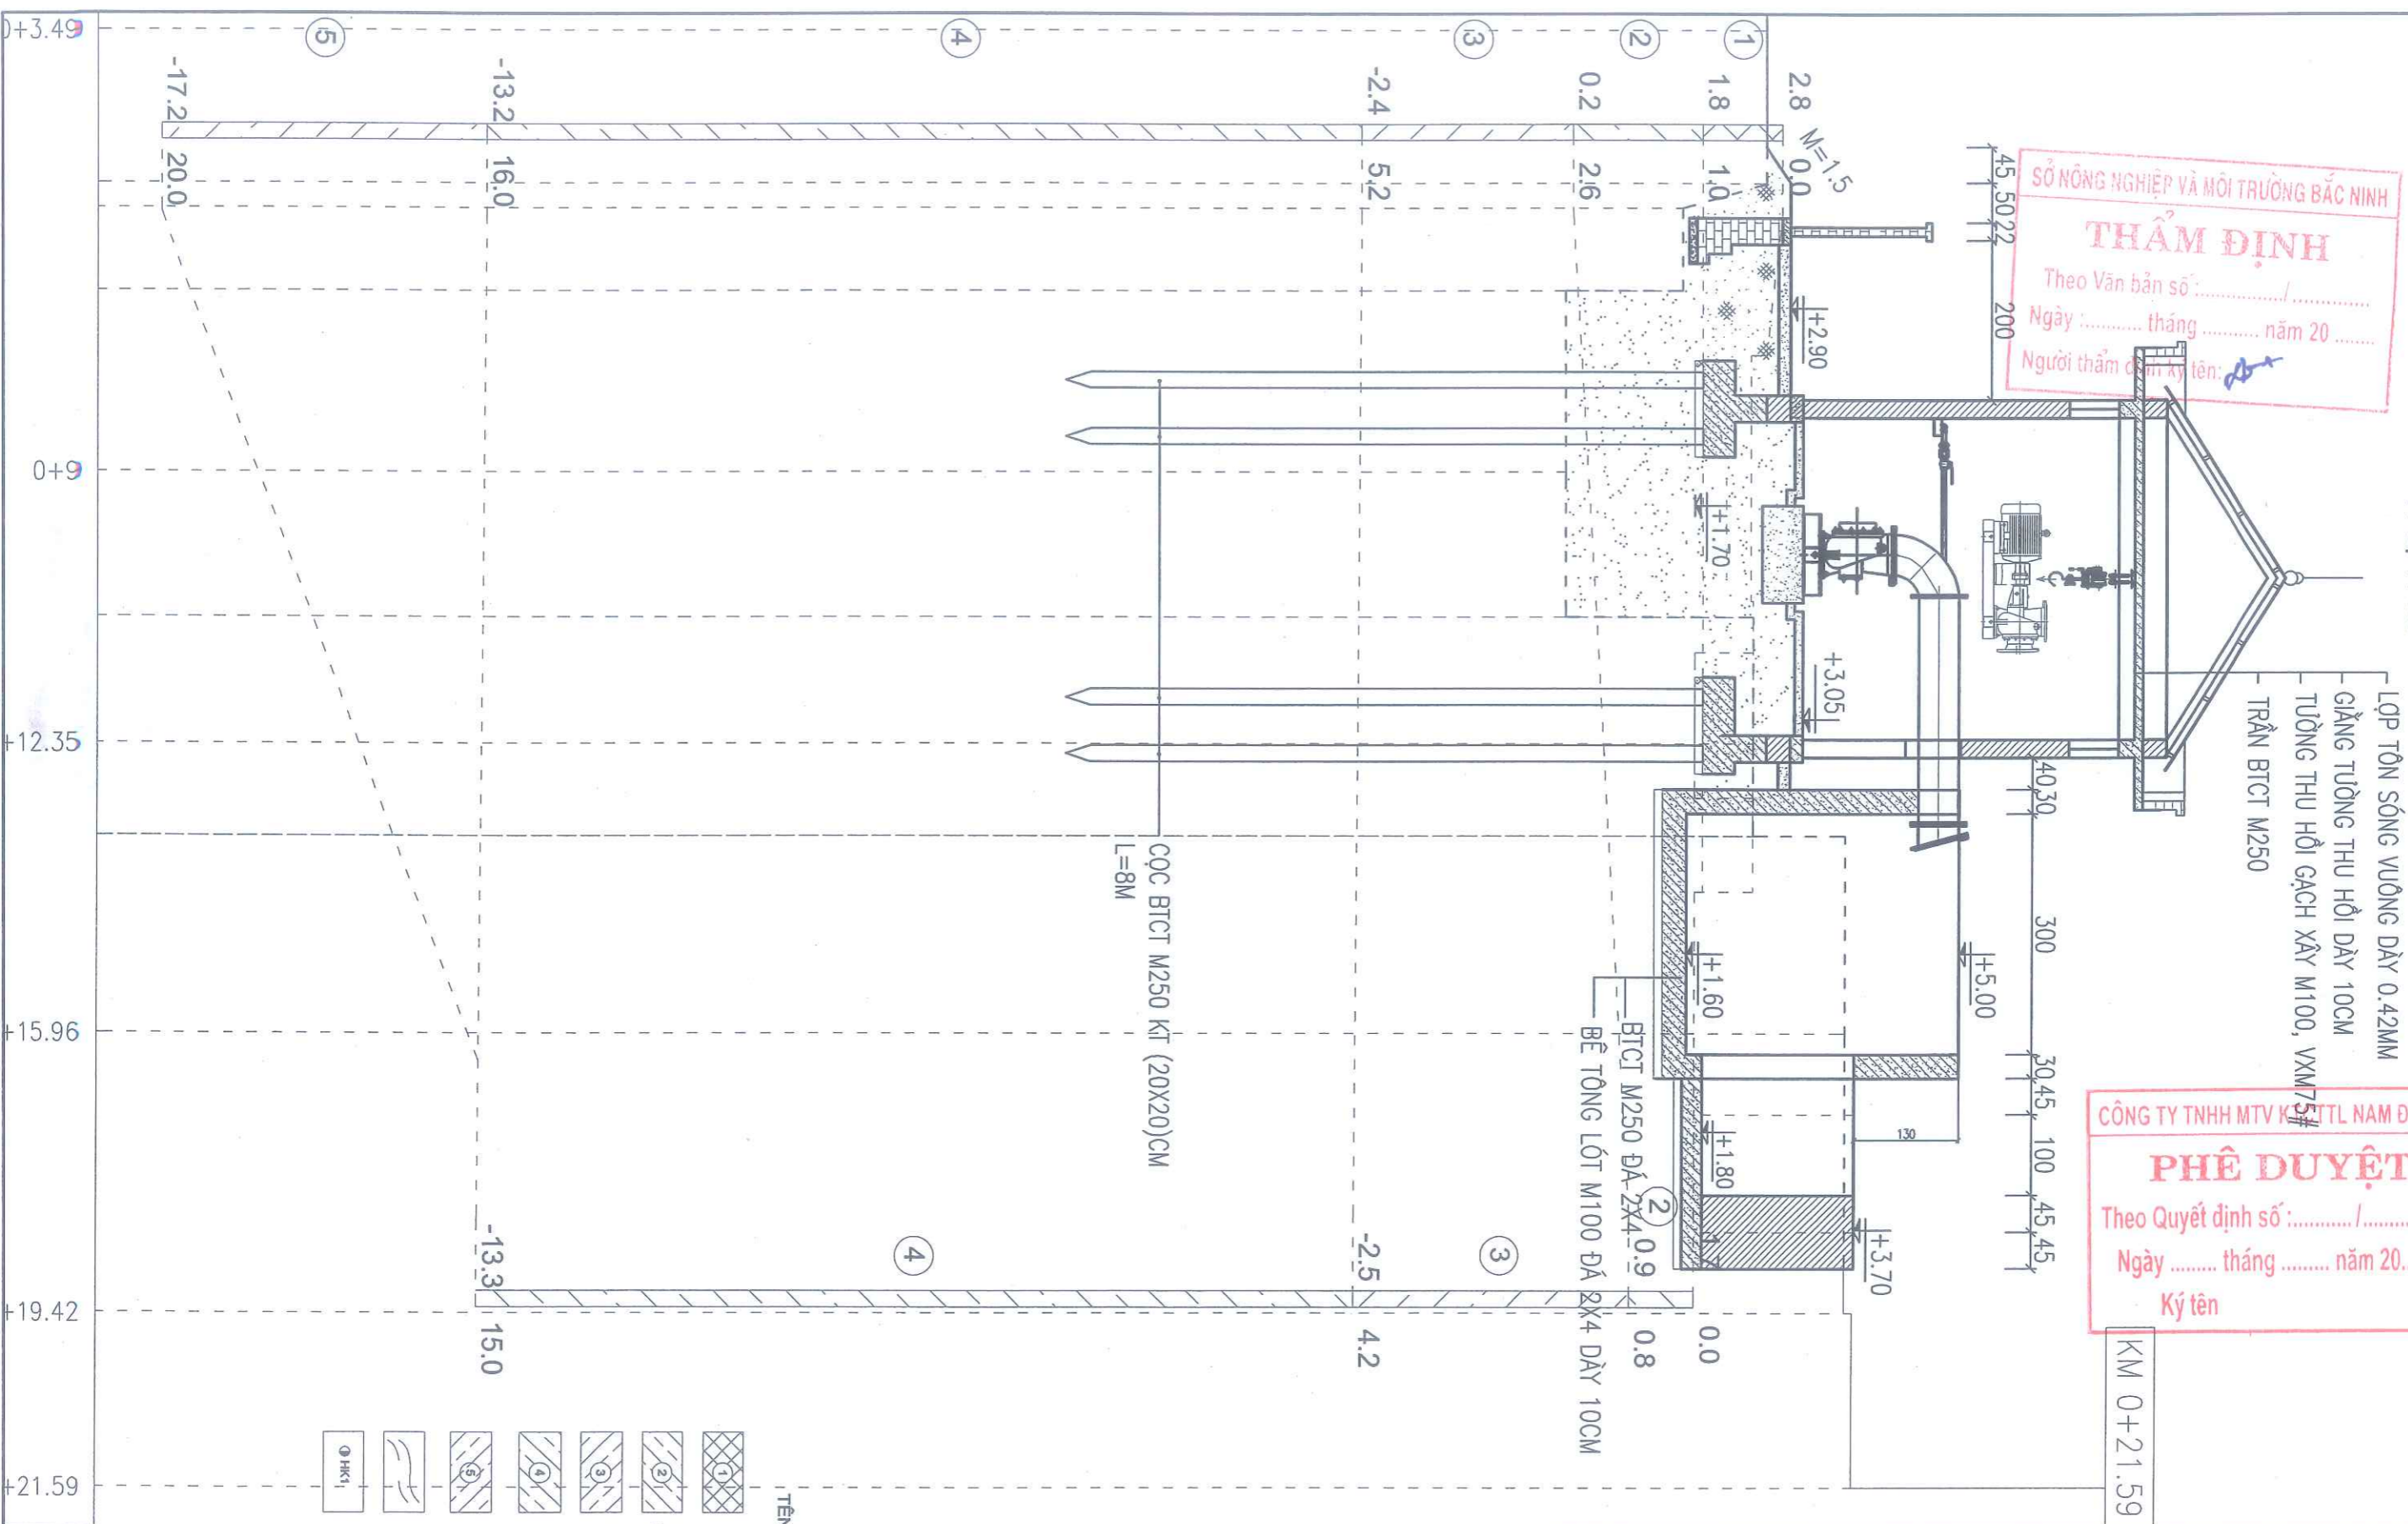 0+3.49
0+9
+12.35
+15.96
+19.42
+21.59
5
4
3
2
1
-17.2
-13.2
-2.4
0.2
1.8
2.8
M=1.5
20.0
16.0
5.2
2.6
1.0
0.0
45
50
22
200
SỞ NÔNG NGHIỆP VÀ MÔI TRƯỜNG BẮC NINH
THẨM ĐỊNH
Theo Văn bản số :............../..............
Ngày :.......... tháng .......... năm 20 ........
Người thẩm định ký tên:
+2.90
+1.70
+3.05
LỢP TÔN SÓNG VUÔNG DÀY 0.42MM
GIẰNG TƯỜNG THU HỒI DÀY 10CM
TƯỜNG THU HỒI GẠCH XÂY M100, VXM75#
TRẦN BTCT M250
40
30
300
30
45
100
45
45
+5.00
+1.60
130
+1.80
+3.70
CỌC BTCT M250 KT (20X20)CM
L=8M
BTCT M250 ĐÁ 2X4
BÊ TÔNG LÓT M100 ĐÁ 2X4 DÀY 10CM
CÔNG TY TNHH MTV KTCTTL NAM Đ
PHÊ DUYỆT
Theo Quyết định số :............/.........
Ngày ......... tháng ......... năm 20..
Ký tên
KM 0+21.59
4
3
2
-13.3
-2.5
0.9
15.0
4.2
0.8
0.0
HK1
5
4
3
2
1
TÊN